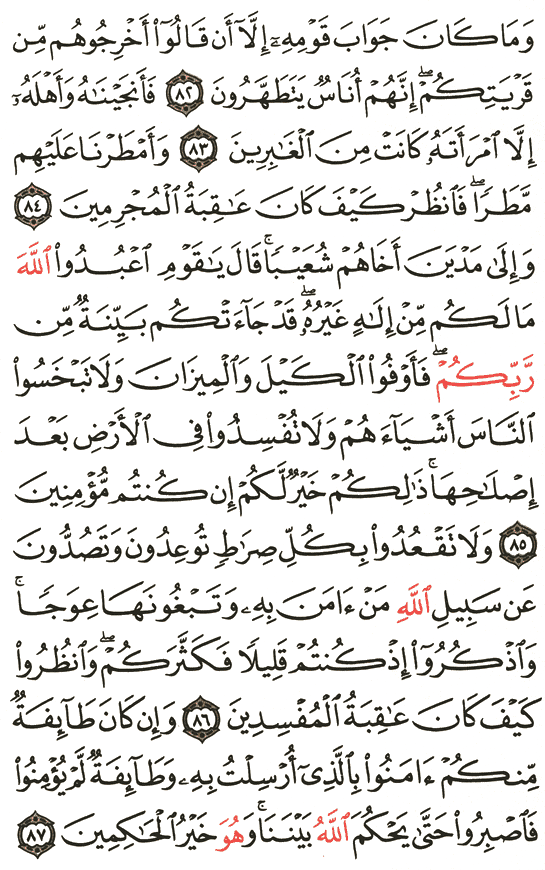 وَمَا كَانَ جَوَابَ قَوْمِهِۦٓ إِلَّآ أَن قَالُوٓا۟ أَخْرِجُوهُم مِّن
قَرْيَتِكُمْ ۖ إِنَّهُمْ أُنَاسٌ يَتَطَهَّرُونَ ٨٢ فَأَنجَيْنَٰهُ وَأَهْلَهُۥٓ
إِلَّا ٱمْرَأَتَهُۥ كَانَتْ مِنَ ٱلْغَٰبِرِينَ ٨٣ وَأَمْطَرْنَا عَلَيْهِم
مَّطَرًا ۖ فَٱنظُرْ كَيْفَ كَانَ عَٰقِبَةُ ٱلْمُجْرِمِينَ ٨٤
وَإِلَىٰ مَدْيَنَ أَخَاهُمْ شُعَيْبًا ۗ قَالَ يَٰقَوْمِ ٱعْبُدُوا۟ ٱللَّهَ
مَا لَكُم مِّنْ إِلَٰهٍ غَيْرُهُۥ ۖ قَدْ جَآءَتْكُم بَيِّنَةٌ مِّن
رَّبِّكُمْ ۖ فَأَوْفُوا۟ ٱلْكَيْلَ وَٱلْمِيزَانَ وَلَا تَبْخَسُوا۟
ٱلنَّاسَ أَشْيَآءَهُمْ وَلَا تُفْسِدُوا۟ فِى ٱلْأَرْضِ بَعْدَ
إِصْلَٰحِهَا ۚ ذَٰلِكُمْ خَيْرٌ لَّكُمْ إِن كُنتُم مُّؤْمِنِينَ
٨٥ وَلَا تَقْعُدُوا۟ بِكُلِّ صِرَٰطٍ تُوعِدُونَ وَتَصُدُّونَ
عَن سَبِيلِ ٱللَّهِ مَنْ ءَامَنَ بِهِۦ وَتَبْغُونَهَا عِوَجًا ۚ
وَٱذْكُرُوٓا۟ إِذْ كُنتُمْ قَلِيلًا فَكَثَّرَكُمْ ۖ وَٱنظُرُوا۟
كَيْفَ كَانَ عَٰقِبَةُ ٱلْمُفْسِدِينَ ٨٦ وَإِن كَانَ طَآئِفَةٌ
مِّنكُمْ ءَامَنُوا۟ بِٱلَّذِىٓ أُرْسِلْتُ بِهِۦ وَطَآئِفَةٌ لَّمْ يُؤْمِنُوا۟
فَٱصْبِرُوا۟ حَتَّىٰ يَحْكُمَ ٱللَّهُ بَيْنَنَا ۚ وَهُوَ خَيْرُ ٱلْحَٰكِمِينَ ٨٧